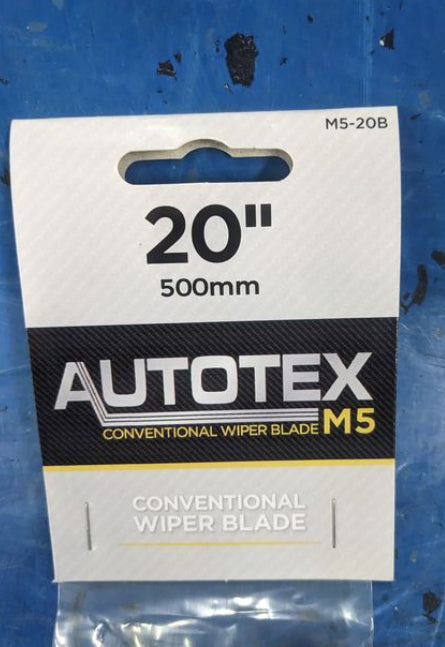 M5-20B
20"
500mm
AUTOTEX
CONVENTIONAL WIPER BLADE M5
CONVENTIONAL
WIPER BLADE